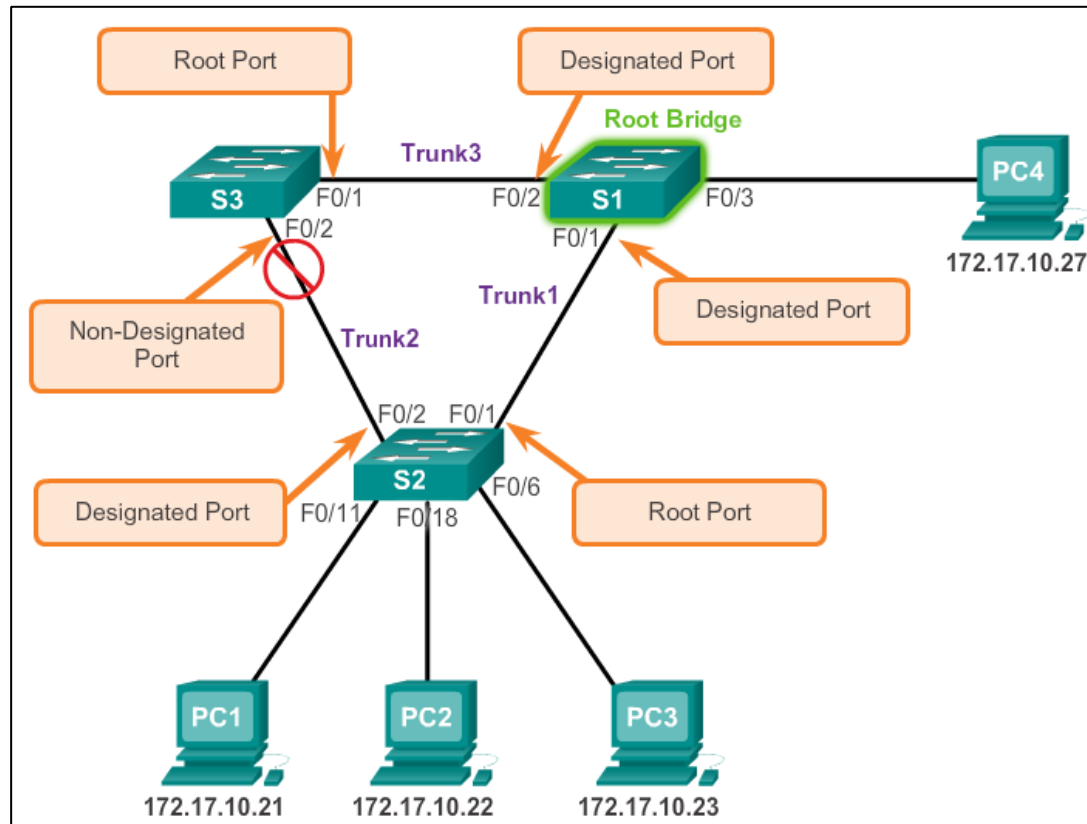 Root Port
Designated Port
Root Bridge
Trunk3
S3
F0/1
F0/2
S1
F0/3
PC4
F0/2
F0/1
172.17.10.27
Trunk1
Non-Designated
Port
Designated Port
Trunk2
F0/2
F0/1
S2
F0/6
Designated Port
F0/11
F0/18
Root Port
PC1
PC2
PC3
172.17.10.21
172.17.10.22
172.17.10.23